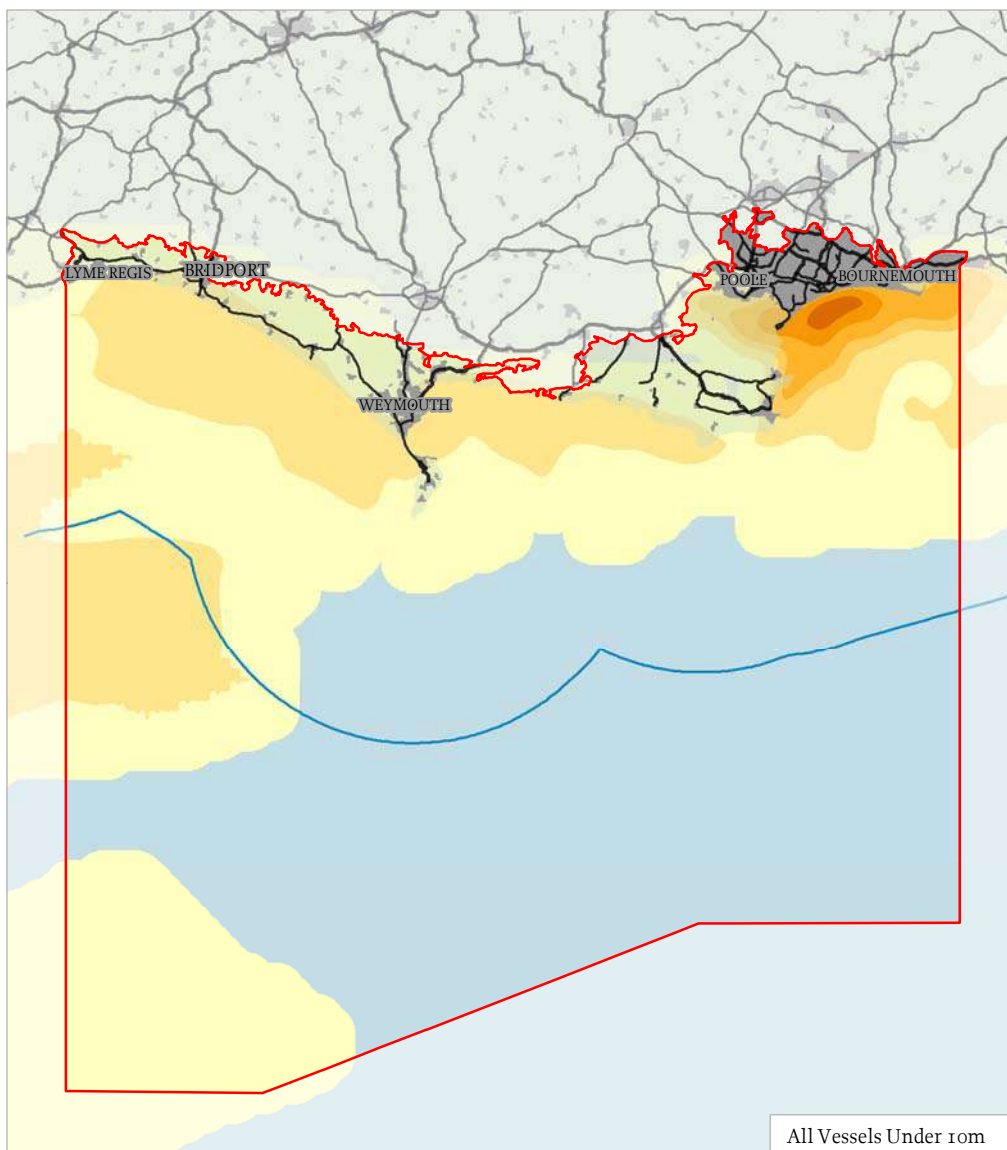 LYME REGIS
BRIDPORT
POOLE
BOURNEMOUTH
WEYMOUTH
All Vessels Under 10m